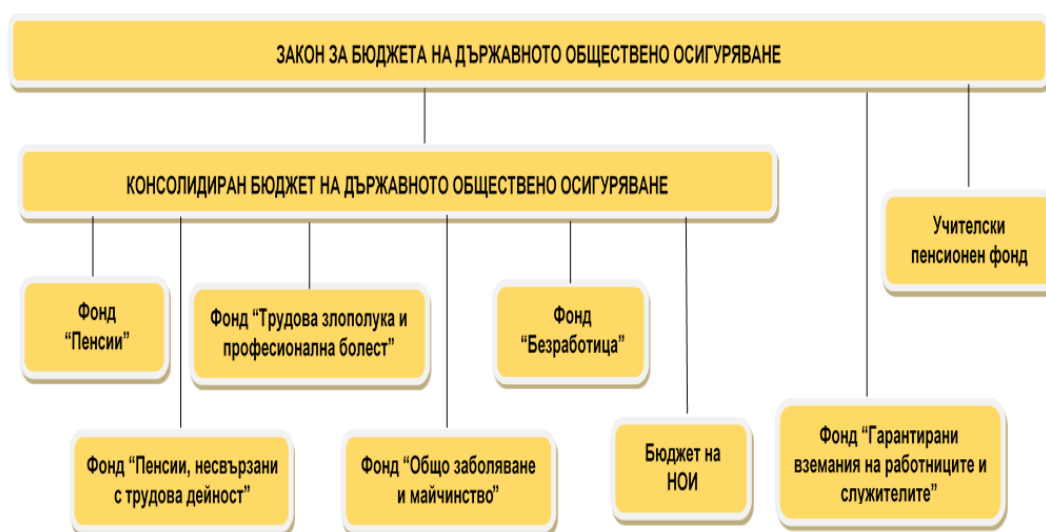 ЗАКОН ЗА БЮДЖЕТА НА ДЪРЖАВНОТО ОБЩЕСТВЕНО ОСИГУРЯВАНЕ
КОНСОЛИДИРАН БЮДЖЕТ НА ДЪРЖАВНОТО ОБЩЕСТВЕНО ОСИГУРЯВАНЕ
Учителски
пенсионен фонд
Фонд
“Пенсии”
Фонд “Трудова злополука и
професионална болест”
Фонд
“Безработица”
Фонд “Пенсии, несвързани
с трудова дейност”
Фонд “Общо заболяване
и майчинство”
Бюджет на
НОИ
Фонд “Гарантирани
вземания на работниците и
служителите”